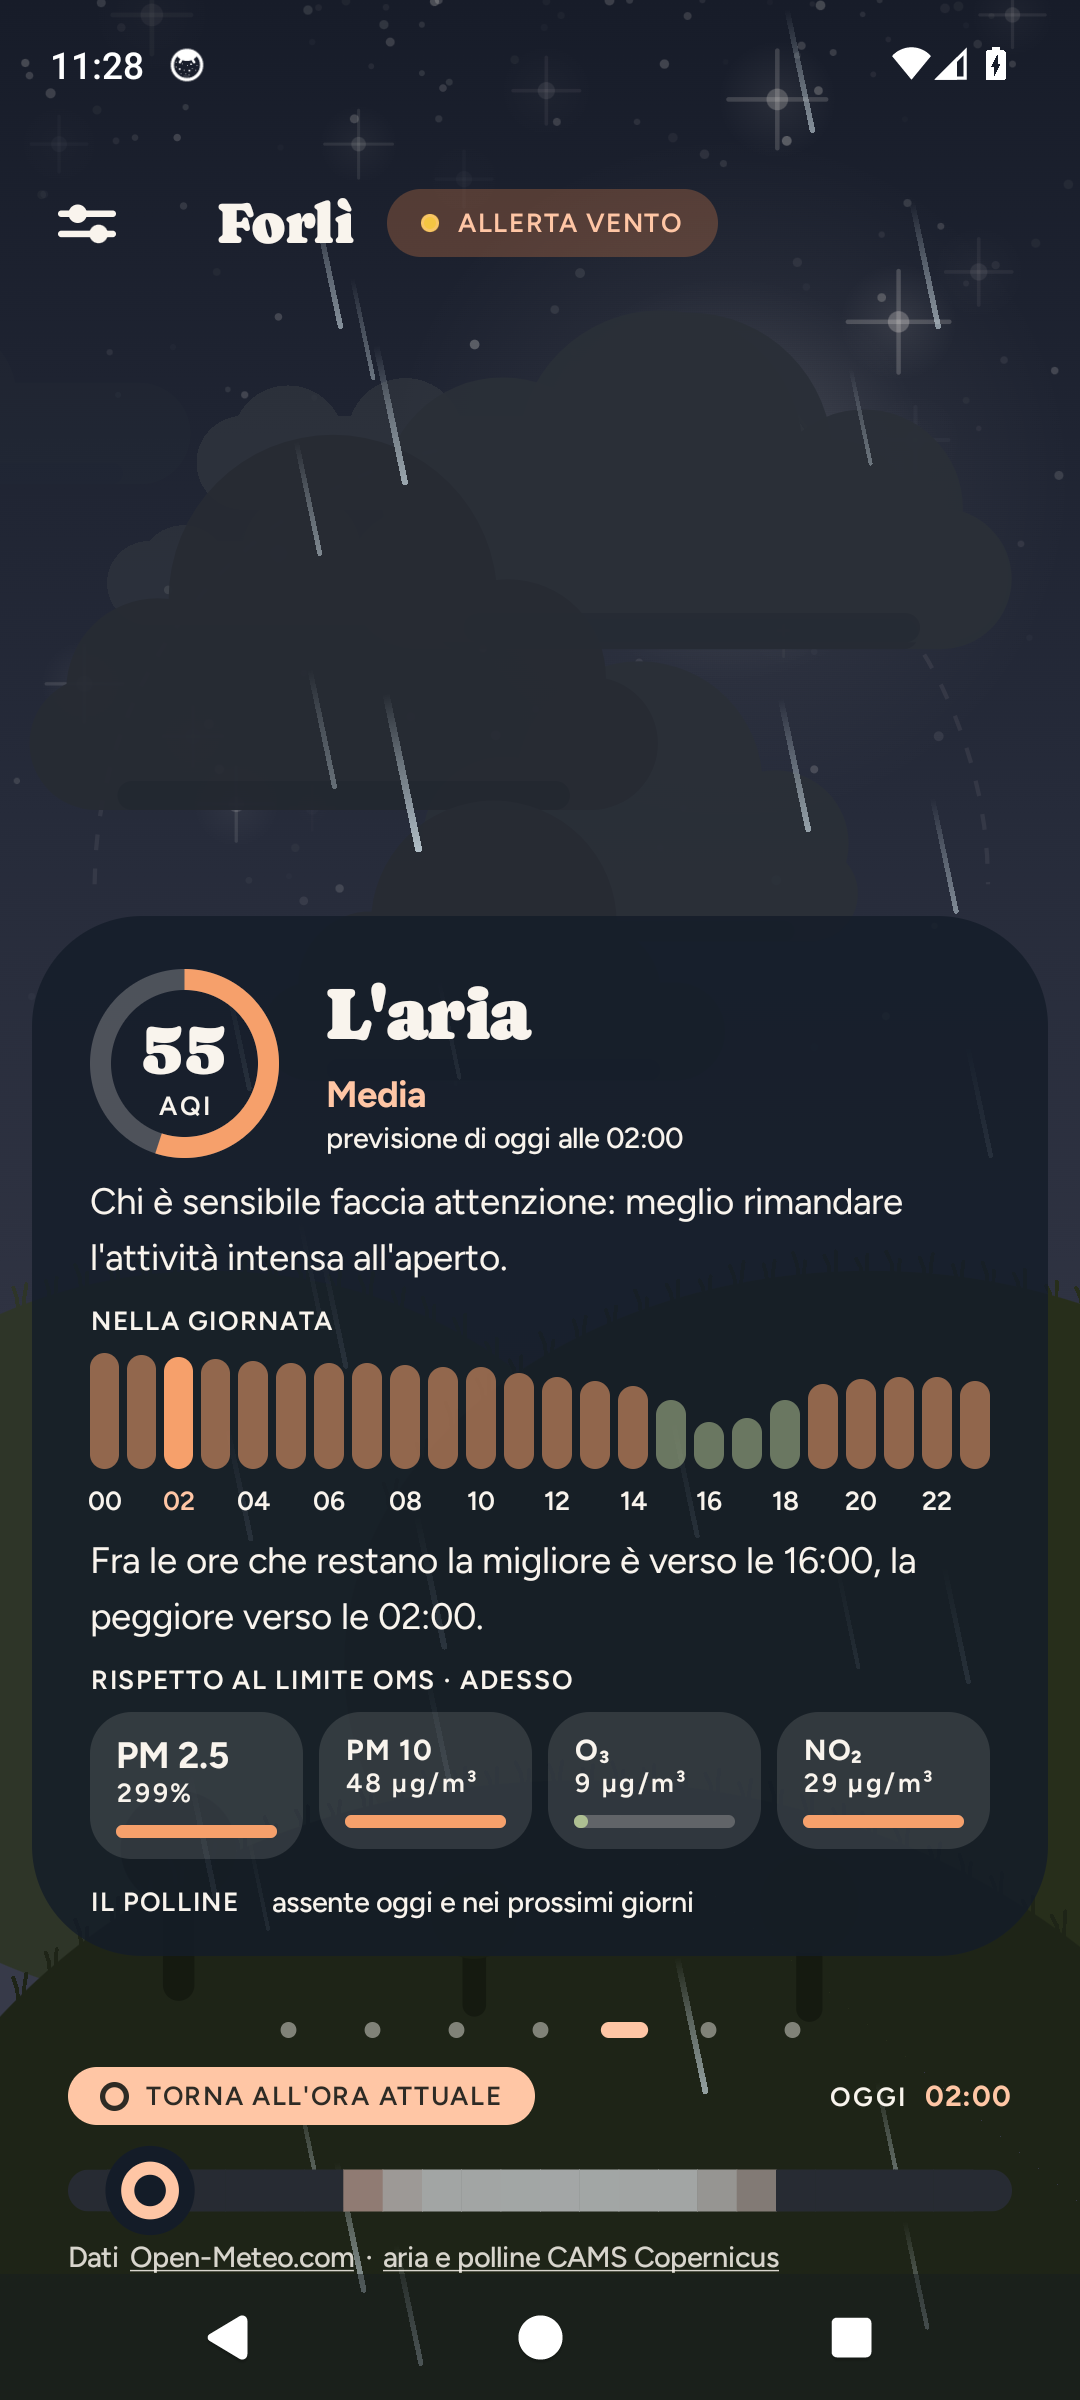 11:28
Forlì
ALLERTA VENTO
55
AQI
L'aria
Media
previsione di oggi alle 02:00
Chi è sensibile faccia attenzione: meglio rimandare
l'attività intensa all'aperto.
NELLA GIORNATA
00 02 04 06 08 10 12 14 16 18 20 22
Fra le ore che restano la migliore è verso le 16:00, la
peggiore verso le 02:00.
RISPETTO AL LIMITE OMS · ADESSO
PM 2.5
299%
PM 10
48 µg/m³
O₃
9 µg/m³
NO₂
29 µg/m³
IL POLLINE assente oggi e nei prossimi giorni
TORNA ALL'ORA ATTUALE
OGGI 02:00
Dati Open-Meteo.com · aria e polline CAMS Copernicus